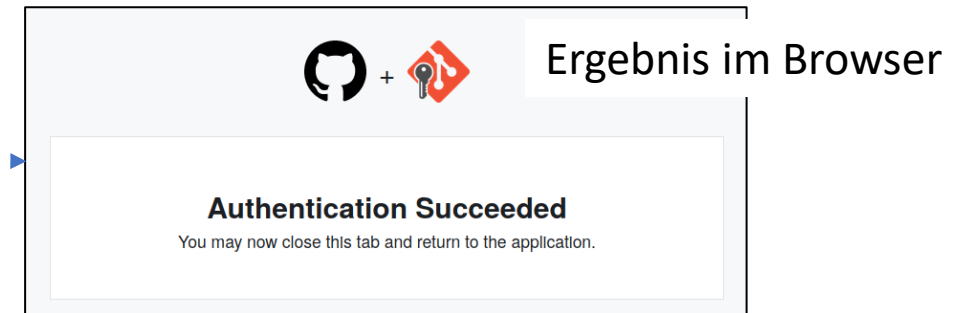 Ergebnis im Browser
+
Authentication Succeeded
You may now close this tab and return to the application.